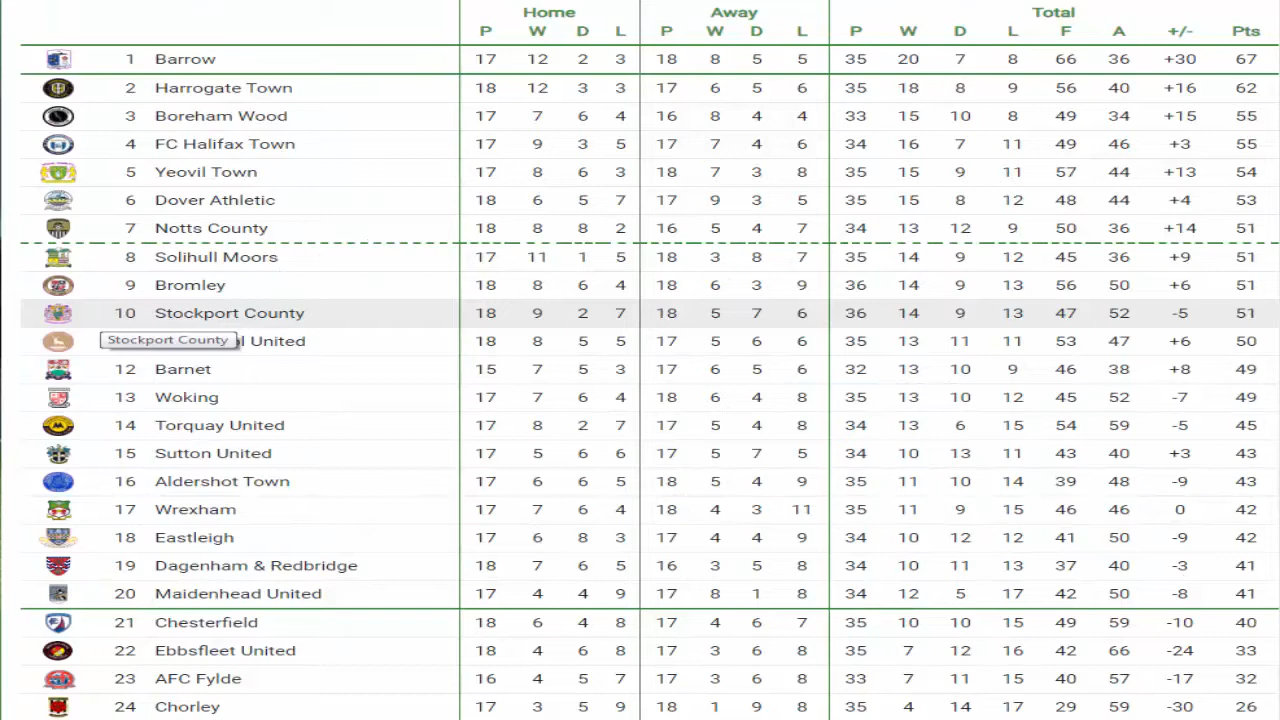 Home Away Total
P W D L P W D L P W D L F A +/- Pts
1 Barrow 17 12 2 3 18 8 5 5 35 20 7 8 66 36 +30 67
2 Harrogate Town 18 12 3 3 17 6 5 6 35 18 8 9 56 40 +16 62
3 Boreham Wood 17 7 6 4 16 8 4 4 33 15 10 8 49 34 +15 55
4 FC Halifax Town 17 9 3 5 17 7 4 6 34 16 7 11 49 46 +3 55
5 Yeovil Town 17 8 6 3 18 7 3 8 35 15 9 11 57 44 +13 54
6 Dover Athletic 18 6 5 7 17 9 3 5 35 15 8 12 48 44 +4 53
7 Notts County 18 8 8 2 16 5 4 7 34 13 12 9 50 36 +14 51
8 Solihull Moors 17 11 1 5 18 3 8 7 35 14 9 12 45 36 +9 51
9 Bromley 18 8 6 4 18 6 3 9 36 14 9 13 56 50 +6 51
10 Stockport County 18 9 2 7 18 5 7 6 36 14 9 13 47 52 -5 51
Stockport County l United 18 8 5 5 17 5 6 6 35 13 11 11 53 47 +6 50
12 Barnet 15 7 5 3 17 6 5 6 32 13 10 9 46 38 +8 49
13 Woking 17 7 6 4 18 6 4 8 35 13 10 12 45 52 -7 49
14 Torquay United 17 8 2 7 17 5 4 8 34 13 6 15 54 59 -5 45
15 Sutton United 17 5 6 6 17 5 7 5 34 10 13 11 43 40 +3 43
16 Aldershot Town 17 6 6 5 18 5 4 9 35 11 10 14 39 48 -9 43
17 Wrexham 17 7 6 4 18 4 3 11 35 11 9 15 46 46 0 42
18 Eastleigh 17 6 8 3 17 4 4 9 34 10 12 12 41 50 -9 42
19 Dagenham & Redbridge 18 7 6 5 16 3 5 8 34 10 11 13 37 40 -3 41
20 Maidenhead United 17 4 4 9 17 8 1 8 34 12 5 17 42 50 -8 41
21 Chesterfield 18 6 4 8 17 4 6 7 35 10 10 15 49 59 -10 40
22 Ebbsfleet United 18 4 6 8 17 3 6 8 35 7 12 16 42 66 -24 33
23 AFC Fylde 16 4 5 7 17 3 6 8 33 7 11 15 40 57 -17 32
24 Chorley 17 3 5 9 18 1 9 8 35 4 14 17 29 59 -30 26